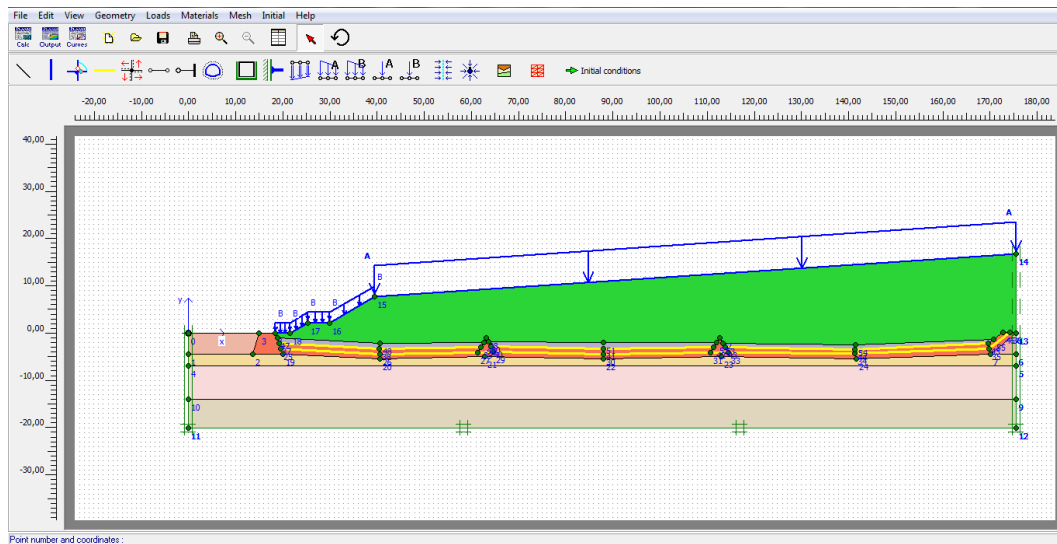 File Edit View Geometry Loads Materials Mesh Initial Help
Calc Output Curves
A B A B Initial conditions
-20,00 -10,00 0,00 10,00 20,00 30,00 40,00 50,00 60,00 70,00 80,00 90,00 100,00 110,00 120,00 130,00 140,00 150,00 160,00 170,00 180,00
40,00
30,00
20,00
10,00
0,00
-10,00
-20,00
-30,00
A
A
B
14
y
B B B B
15
17 16
0 x 3 18 13
4 2 19 20 21 22 23 24 7 6
5
10 9
11 12
Point number and coordinates :